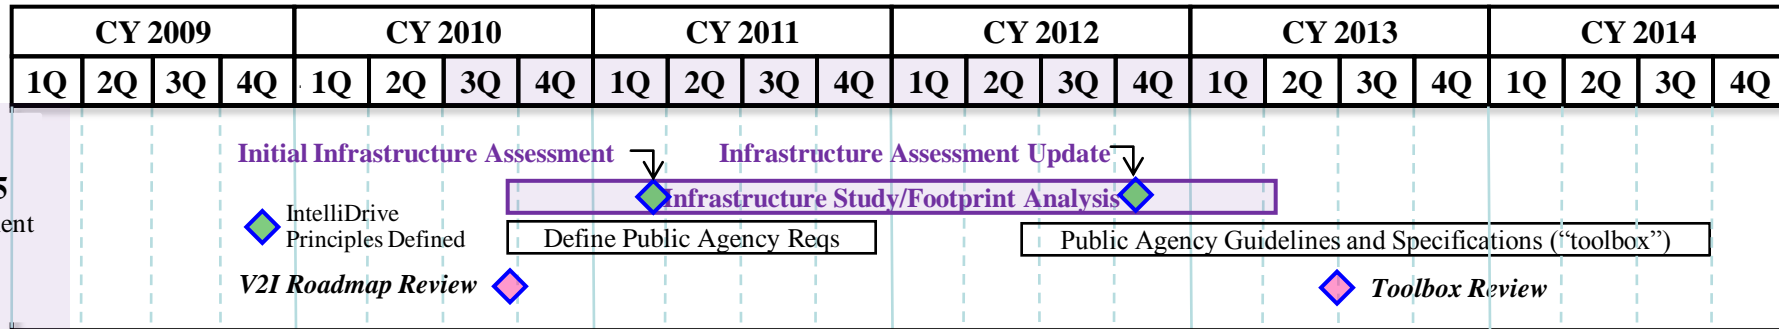 CY 2009 CY 2010 CY 2011 CY 2012 CY 2013 CY 2014
1Q 2Q 3Q 4Q 1Q 2Q 3Q 4Q 1Q 2Q 3Q 4Q 1Q 2Q 3Q 4Q 1Q 2Q 3Q 4Q 1Q 2Q 3Q 4Q
Initial Infrastructure Assessment Infrastructure Assessment Update
5
Infrastructure Study/Footprint Analysis
IntelliDrive
Principles Defined
Define Public Agency Reqs
Public Agency Guidelines and Specifications (“toolbox”)
V2I Roadmap Review
Toolbox Review